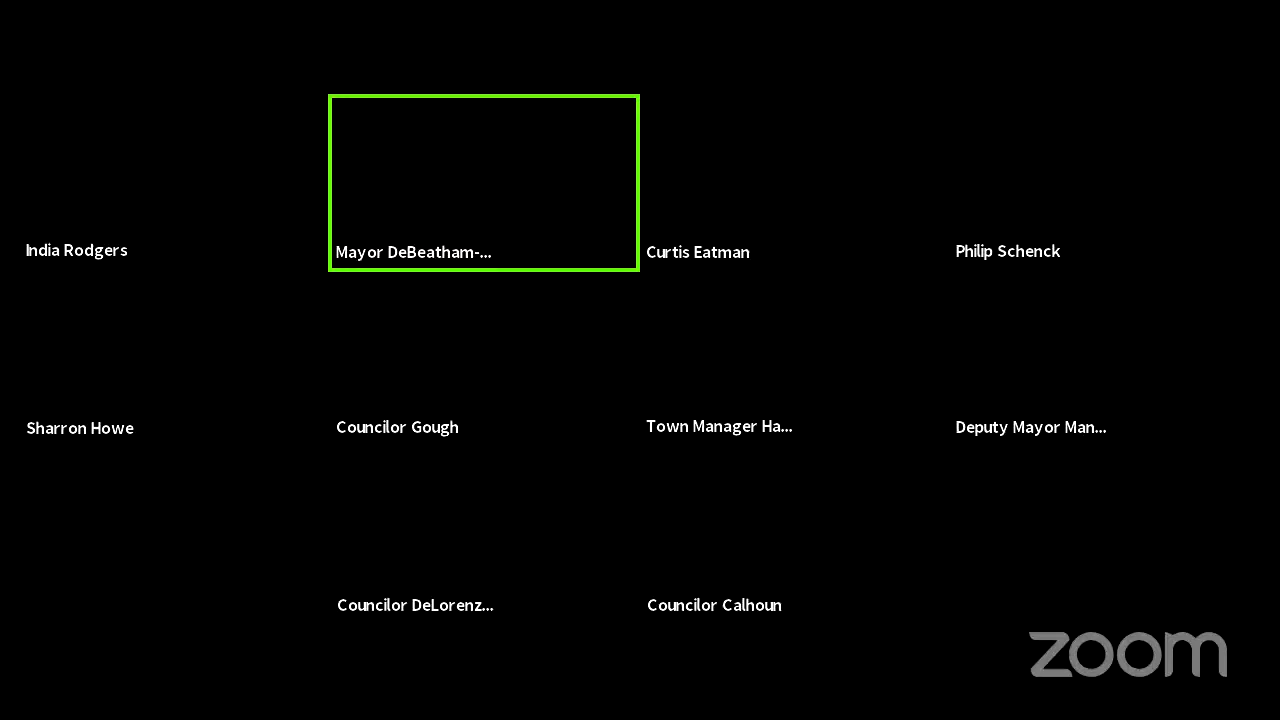 India Rodgers
Mayor DeBeatham-...
Curtis Eatman
Philip Schenck
Sharron Howe
Councilor Gough
Town Manager Ha...
Deputy Mayor Man...
Councilor DeLorenz...
Councilor Calhoun
zoom